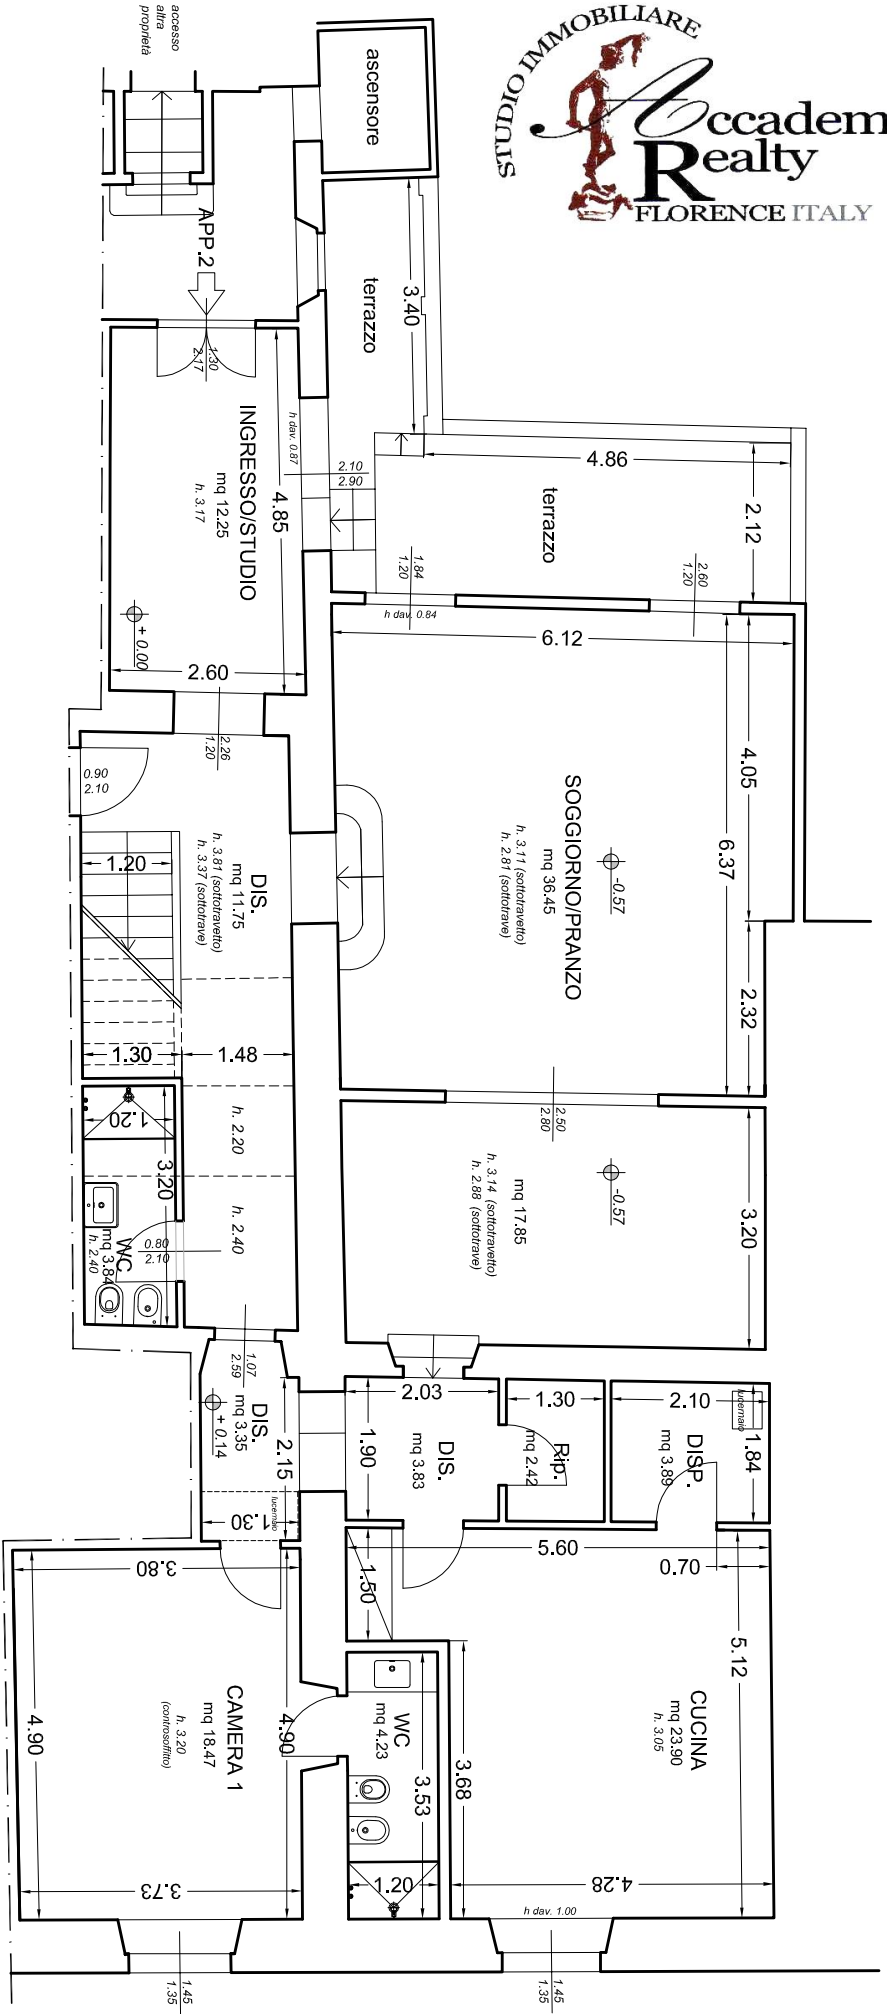 STUDIO IMMOBILIARE
Accadem
Realty
FLORENCE ITALY
accesso
altra
proprietà
ascensore
APP.2
terrazzo
3.40
1.30
2.17
INGRESSO/STUDIO
mq 12.25
h. 3.17
4.85
h dav. 0.87
2.10
2.90
+ 0.00
2.60
terrazzo
4.86
2.12
1.84
1.20
h dav. 0.84
2.60
1.20
6.12
4.05
6.37
2.32
SOGGIORNO/PRANZO
mq 36.45
h. 3.11 (sottotravetto)
h. 2.81 (sottotrave)
-0.57
2.26
1.20
0.90
2.10
DIS.
mq 11.75
h. 3.81 (sottotravetto)
h. 3.37 (sottotrave)
1.20
1.30
1.48
h. 2.20
h. 2.40
2.50
2.80
-0.57
mq 17.85
h. 3.14 (sottotravetto)
h. 2.88 (sottotrave)
3.20
1.20
3.20
WC
mq 3.84
h. 2.40
0.80
2.10
1.07
2.59
DIS.
mq 3.35
+ 0.14
2.15
1.30
lucernaio
2.03
1.90
DIS.
mq 3.83
1.30
Rip.
mq 2.42
2.10
lucernaio
1.84
DISP.
mq 3.89
5.60
0.70
1.50
5.12
CUCINA
mq 23.90
h. 3.05
3.68
4.28
h dav. 1.00
3.80
4.90
4.90
CAMERA 1
mq 18.47
h. 3.20
(controsoffitto)
3.73
WC
mq 4.23
3.53
1.20
1.45
1.35
1.45
1.35